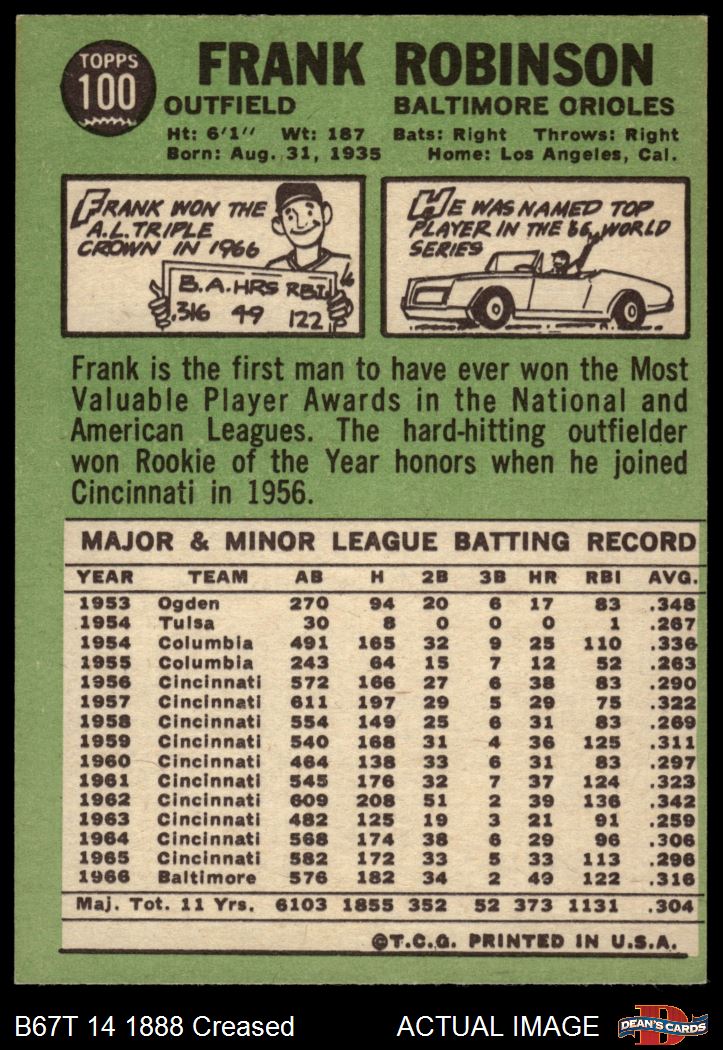 TOPPS
100
FRANK ROBINSON
OUTFIELD BALTIMORE ORIOLES
Ht: 6'1" Wt: 187 Bats: Right Throws: Right
Born: Aug. 31, 1935 Home: Los Angeles, Cal.
FRANK WON THE
A.L. TRIPLE
CROWN IN 1966
B.A. HRS RBI
.316 49 122
HE WAS NAMED TOP
PLAYER IN THE '66 WORLD
SERIES
Frank is the first man to have ever won the Most
Valuable Player Awards in the National and
American Leagues. The hard-hitting outfielder
won Rookie of the Year honors when he joined
Cincinnati in 1956.
MAJOR & MINOR LEAGUE BATTING RECORD
YEAR TEAM AB H 2B 3B HR RBI AVG.
1953 Ogden 270 94 20 6 17 83 .348
1954 Tulsa 30 8 0 0 0 1 .267
1954 Columbia 491 165 32 9 25 110 .336
1955 Columbia 243 64 15 7 12 52 .263
1956 Cincinnati 572 166 27 6 38 83 .290
1957 Cincinnati 611 197 29 5 29 75 .322
1958 Cincinnati 554 149 25 6 31 83 .269
1959 Cincinnati 540 168 31 4 36 125 .311
1960 Cincinnati 464 138 33 6 31 83 .297
1961 Cincinnati 545 176 32 7 37 124 .323
1962 Cincinnati 609 208 51 2 39 136 .342
1963 Cincinnati 482 125 19 3 21 91 .259
1964 Cincinnati 568 174 38 6 29 96 .306
1965 Cincinnati 582 172 33 5 33 113 .296
1966 Baltimore 576 182 34 2 49 122 .316
Maj. Tot. 11 Yrs. 6103 1855 352 52 373 1131 .304
©T.C.G. PRINTED IN U.S.A.
B67T 14 1888 Creased ACTUAL IMAGE
D
DEAN'S CARDS